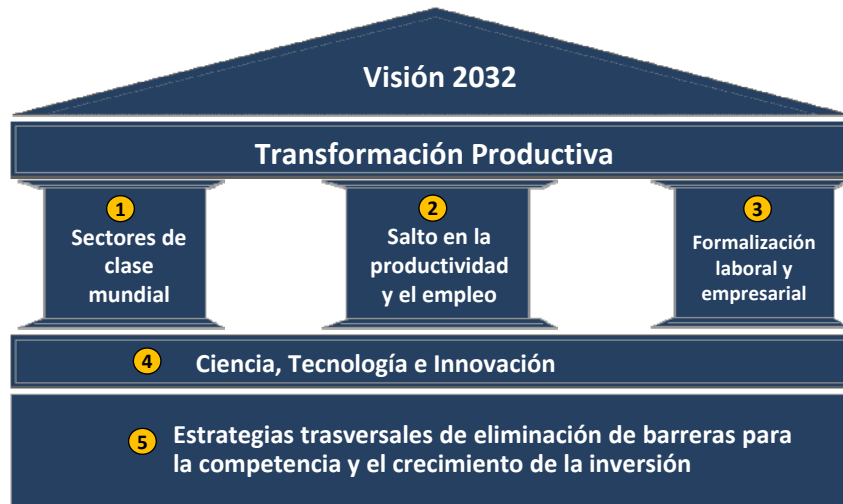 Visión 2032
Transformación Productiva
1
Sectores de
clase
mundial
2
Salto en la
productividad
y el empleo
3
Formalización
laboral y
empresarial
4 Ciencia, Tecnología e Innovación
5 Estrategias trasversales de eliminación de barreras para
la competencia y el crecimiento de la inversión